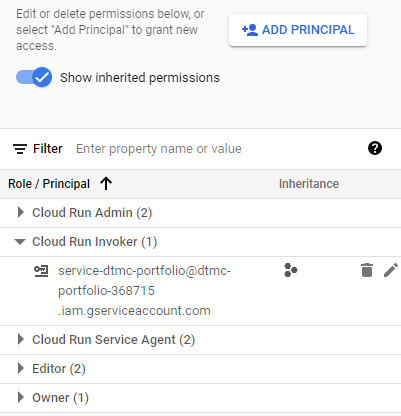 Edit or delete permissions below, or
select "Add Principal" to grant new
access.
ADD PRINCIPAL
Show inherited permissions
Filter Enter property name or value
Role / Principal Inheritance
Cloud Run Admin (2)
Cloud Run Invoker (1)
service-dtmc-portfolio@dtmc-
portfolio-368715
.iam.gserviceaccount.com
Cloud Run Service Agent (2)
Editor (2)
Owner (1)